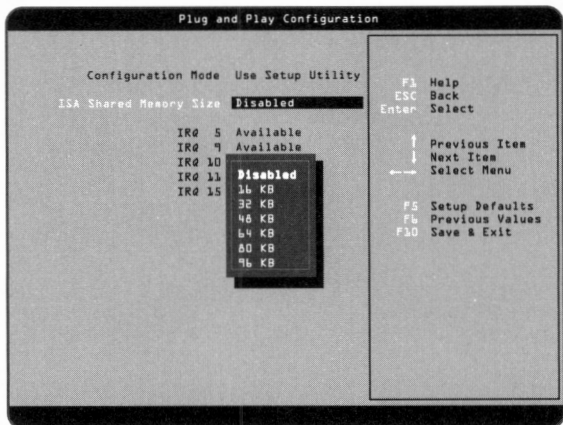 Plug and Play Configuration
Configuration Mode Use Setup Utility
ISA Shared Memory Size Disabled
IRQ 5 Available
IRQ 9 Available
IRQ 10
IRQ 11
IRQ 15
Disabled
16 KB
32 KB
48 KB
64 KB
80 KB
96 KB
F1 Help
ESC Back
Enter Select
↑ Previous Item
↓ Next Item
←→ Select Menu
F5 Setup Defaults
F6 Previous Values
F10 Save & Exit